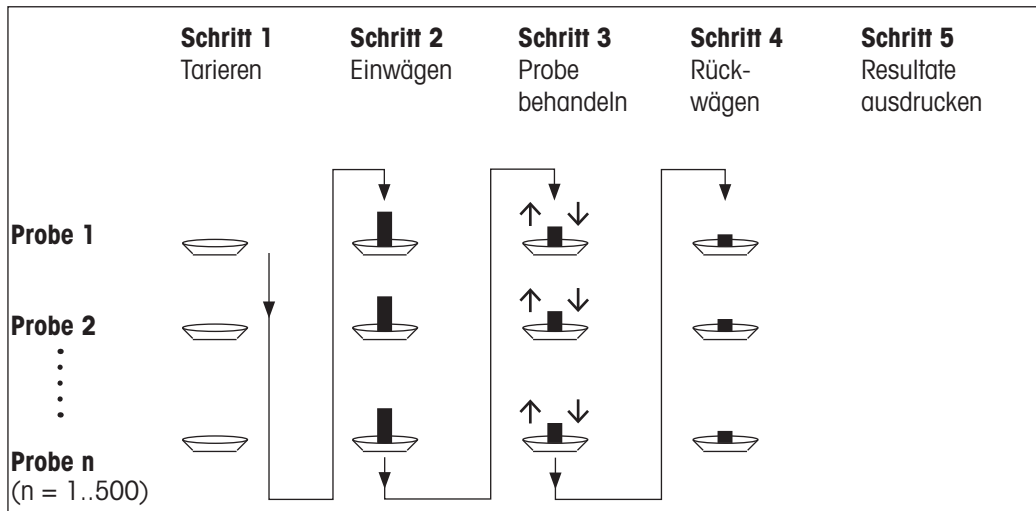 Schritt 1
Tarieren
Schritt 2
Einwägen
Schritt 3
Probe
behandeln
Schritt 4
Rück-
wägen
Schritt 5
Resultate
ausdrucken
Probe 1
Probe 2
Probe n
(n = 1..500)